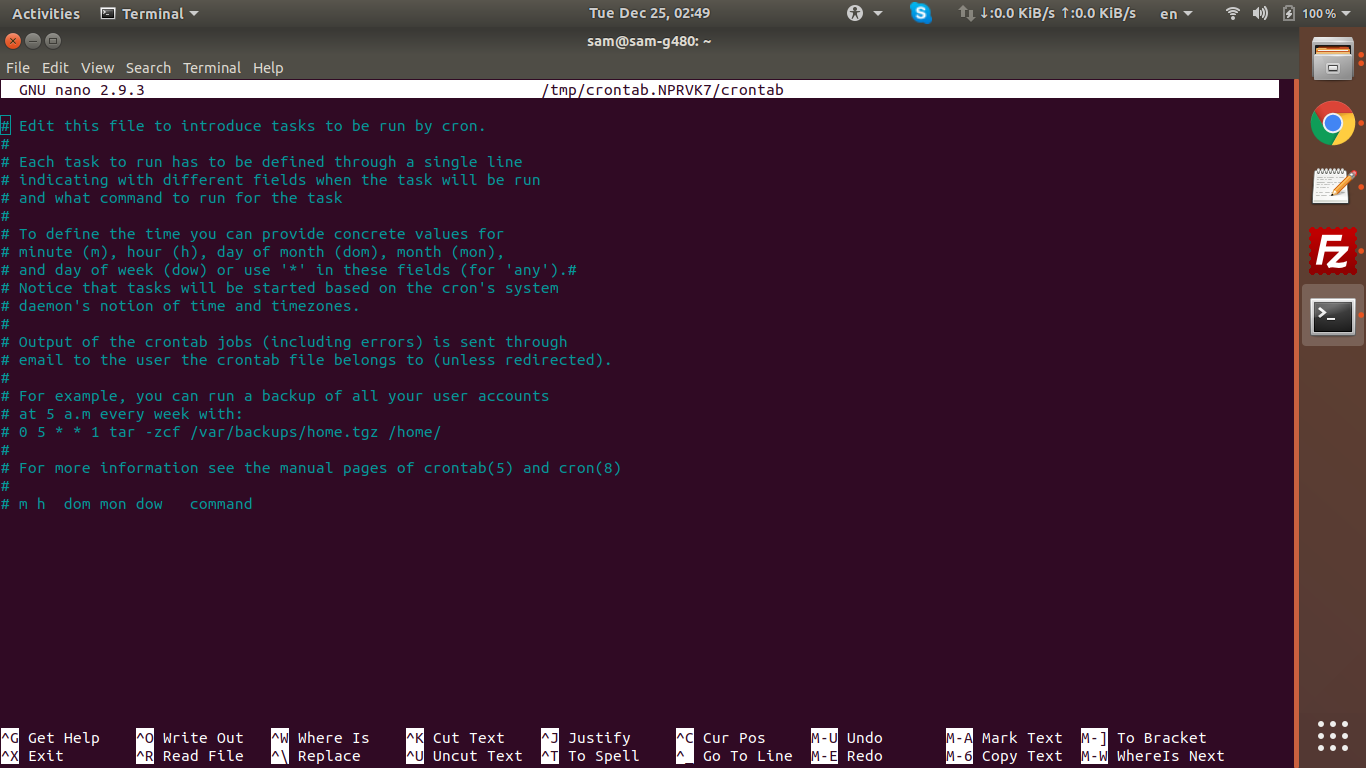 Activities Terminal Tue Dec 25, 02:49 ↓:0.0 KiB/s ↑:0.0 KiB/s en 100 %
sam@sam-g480: ~
File Edit View Search Terminal Help
GNU nano 2.9.3 /tmp/crontab.NPRVK7/crontab
# Edit this file to introduce tasks to be run by cron.
#
# Each task to run has to be defined through a single line
# indicating with different fields when the task will be run
# and what command to run for the task
#
# To define the time you can provide concrete values for
# minute (m), hour (h), day of month (dom), month (mon),
# and day of week (dow) or use '*' in these fields (for 'any').#
# Notice that tasks will be started based on the cron's system
# daemon's notion of time and timezones.
#
# Output of the crontab jobs (including errors) is sent through
# email to the user the crontab file belongs to (unless redirected).
#
# For example, you can run a backup of all your user accounts
# at 5 a.m every week with:
# 0 5 * * 1 tar -zcf /var/backups/home.tgz /home/
#
# For more information see the manual pages of crontab(5) and cron(8)
#
# m h  dom mon dow   command
^G Get Help ^O Write Out ^W Where Is ^K Cut Text ^J Justify ^C Cur Pos M-U Undo M-A Mark Text M-] To Bracket
^X Exit ^R Read File ^\ Replace ^U Uncut Text ^T To Spell ^_ Go To Line M-E Redo M-6 Copy Text M-W WhereIs Next
Fz
>_